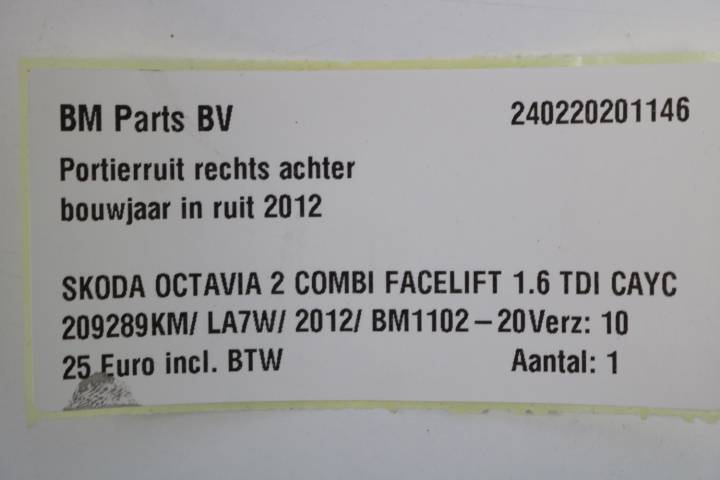 BM Parts BV 240220201146
Portierruit rechts achter
bouwjaar in ruit 2012
SKODA OCTAVIA 2 COMBI FACELIFT 1.6 TDI CAYC
209289KM/ LA7W/ 2012/ BM1102-20Verz: 10
25 Euro incl. BTW Aantal: 1